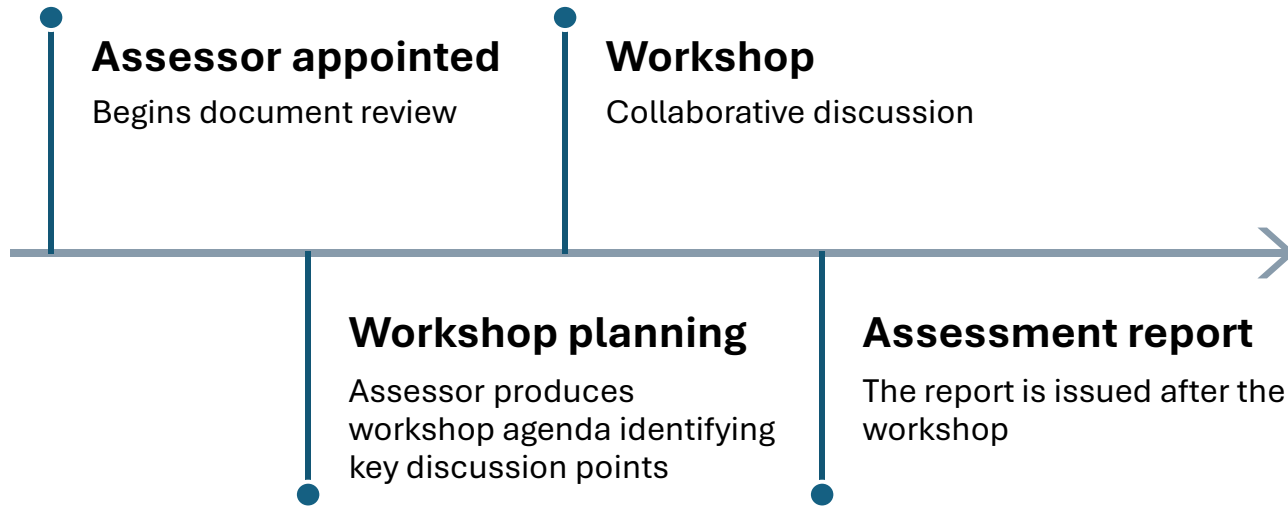 Assessor appointed
Begins document review
Workshop
Collaborative discussion
Workshop planning
Assessor produces
workshop agenda identifying
key discussion points
Assessment report
The report is issued after the
workshop